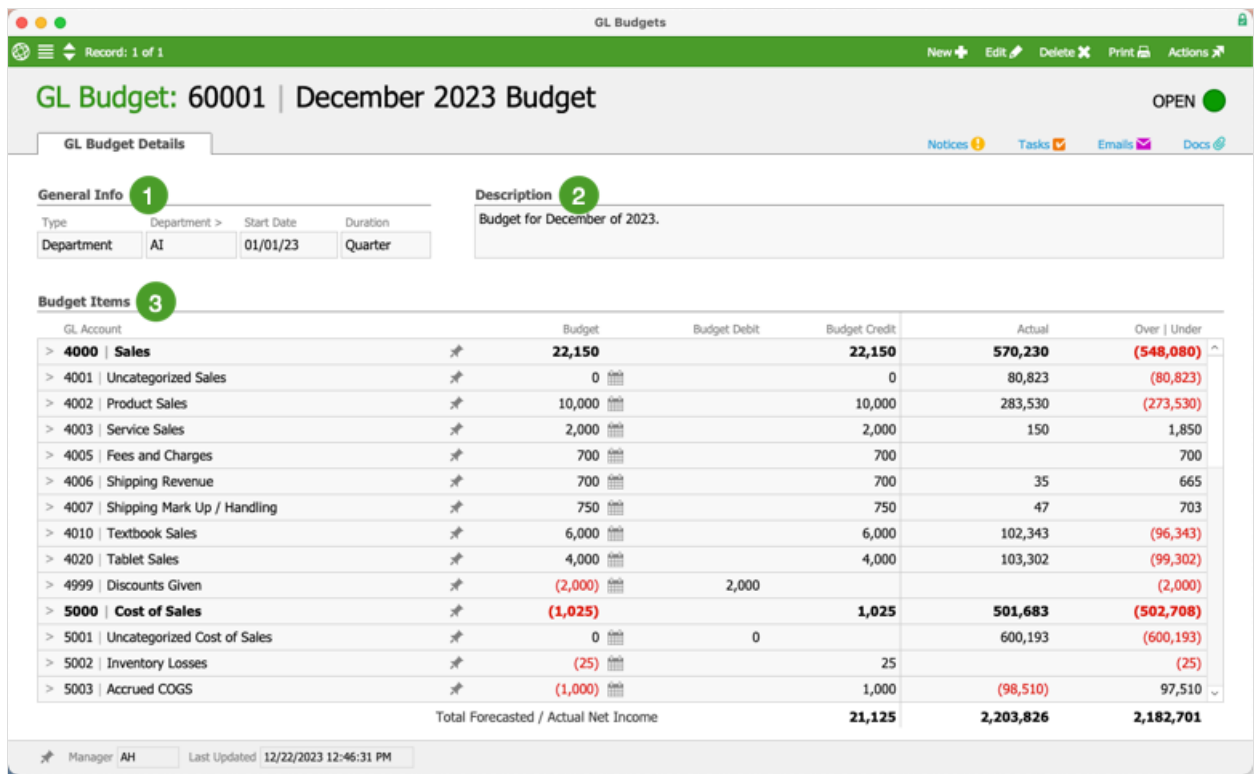 GL Budgets
Record: 1 of 1 New Edit Delete Print Actions
GL Budget: 60001 | December 2023 Budget OPEN
GL Budget Details Notices Tasks Emails Docs
General Info 1 Description 2
Type Department > Start Date Duration Budget for December of 2023.
Department AI 01/01/23 Quarter
Budget Items 3
GL Account Budget Budget Debit Budget Credit Actual Over | Under
> 4000 | Sales 22,150 22,150 570,230 (548,080)
> 4001 | Uncategorized Sales 0 0 80,823 (80,823)
> 4002 | Product Sales 10,000 10,000 283,530 (273,530)
> 4003 | Service Sales 2,000 2,000 150 1,850
> 4005 | Fees and Charges 700 700 700
> 4006 | Shipping Revenue 700 700 35 665
> 4007 | Shipping Mark Up / Handling 750 750 47 703
> 4010 | Textbook Sales 6,000 6,000 102,343 (96,343)
> 4020 | Tablet Sales 4,000 4,000 103,302 (99,302)
> 4999 | Discounts Given (2,000) 2,000 (2,000)
> 5000 | Cost of Sales (1,025) 1,025 501,683 (502,708)
> 5001 | Uncategorized Cost of Sales 0 0 600,193 (600,193)
> 5002 | Inventory Losses (25) 25 (25)
> 5003 | Accrued COGS (1,000) 1,000 (98,510) 97,510
Total Forecasted / Actual Net Income 21,125 2,203,826 2,182,701
Manager AH Last Updated 12/22/2023 12:46:31 PM